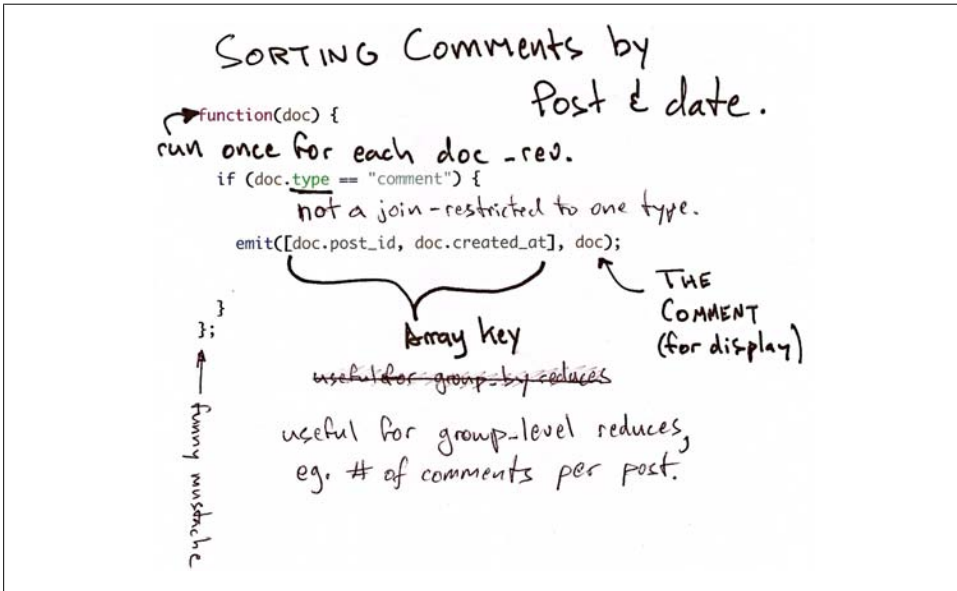 SORTING Comments by
Post & date.
function(doc) {
run once for each doc _rev.
if (doc.type == "comment") {
not a join - restricted to one type.
emit([doc.post_id, doc.created_at], doc);
THE
COMMENT
(for display)
}
};
Array key
useful for group-by reduces
useful for group-level reduces,
eg. # of comments per post.
funny mustache